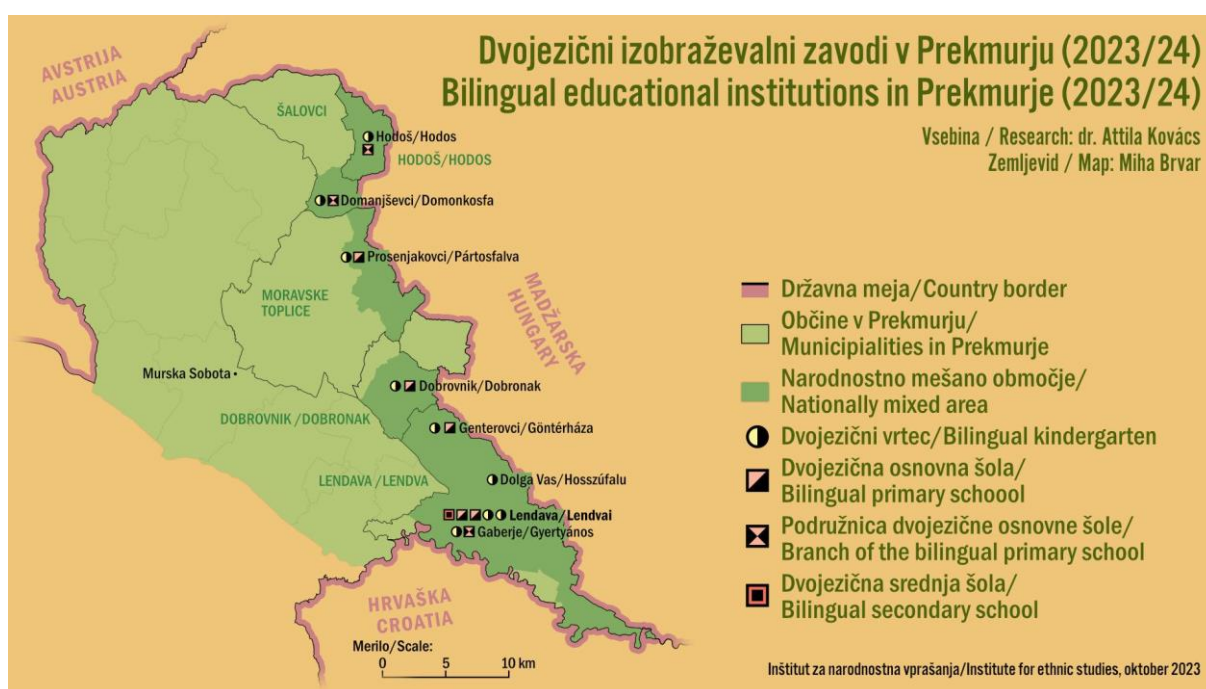 Dvojezični izobraževalni zavodi v Prekmurju (2023/24)
Bilingual educational institutions in Prekmurje (2023/24)
Vsebina / Research: dr. Attila Kovács
Zemljevid / Map: Miha Brvar
AVSTRIJA
AUSTRIA
ŠALOVCI
Hodoš/Hodos
HODOŠ/HODOS
Domanjševci/Domonkosfa
Prosenjakovci/Pártosfalva
MADŽARSKA
HUNGARY
MORAVSKE
TOPLICE
Murska Sobota
Dobrovnik/Dobronak
DOBROVNIK /DOBRONAK
Genterovci/Göntérháza
LENDAVA /LENDVA
Dolga Vas/Hosszúfalu
Lendava/Lendvai
Gaberje/Gyertyános
HRVAŠKA
CROATIA
Merilo/Scale:
0 5 10 km
Državna meja/Country border
Občine v Prekmurju/
Municipialities in Prekmurje
Narodnostno mešano območje/
Nationally mixed area
Dvojezični vrtec/Bilingual kindergarten
Dvojezična osnovna šola/
Bilingual primary schoool
Podružnica dvojezične osnovne šole/
Branch of the bilingual primary school
Dvojezična srednja šola/
Bilingual secondary school
Inštitut za narodnostna vprašanja/Institute for ethnic studies, oktober 2023